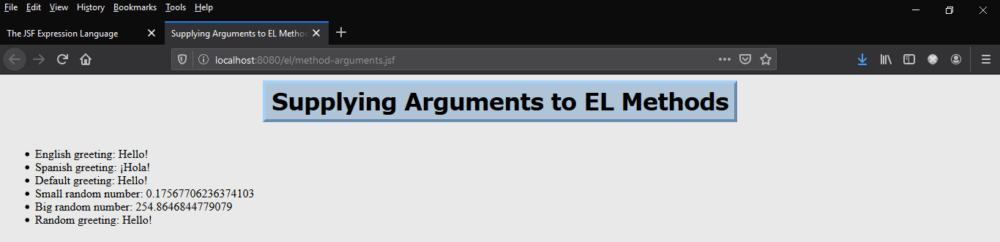 File Edit View History Bookmarks Tools Help
The JSF Expression Language Supplying Arguments to EL Metho
localhost:8080/el/method-arguments.jsf
Supplying Arguments to EL Methods
• English greeting: Hello!
• Spanish greeting: ¡Hola!
• Default greeting: Hello!
• Small random number: 0.17567706236374103
• Big random number: 254.8646844779079
• Random greeting: Hello!